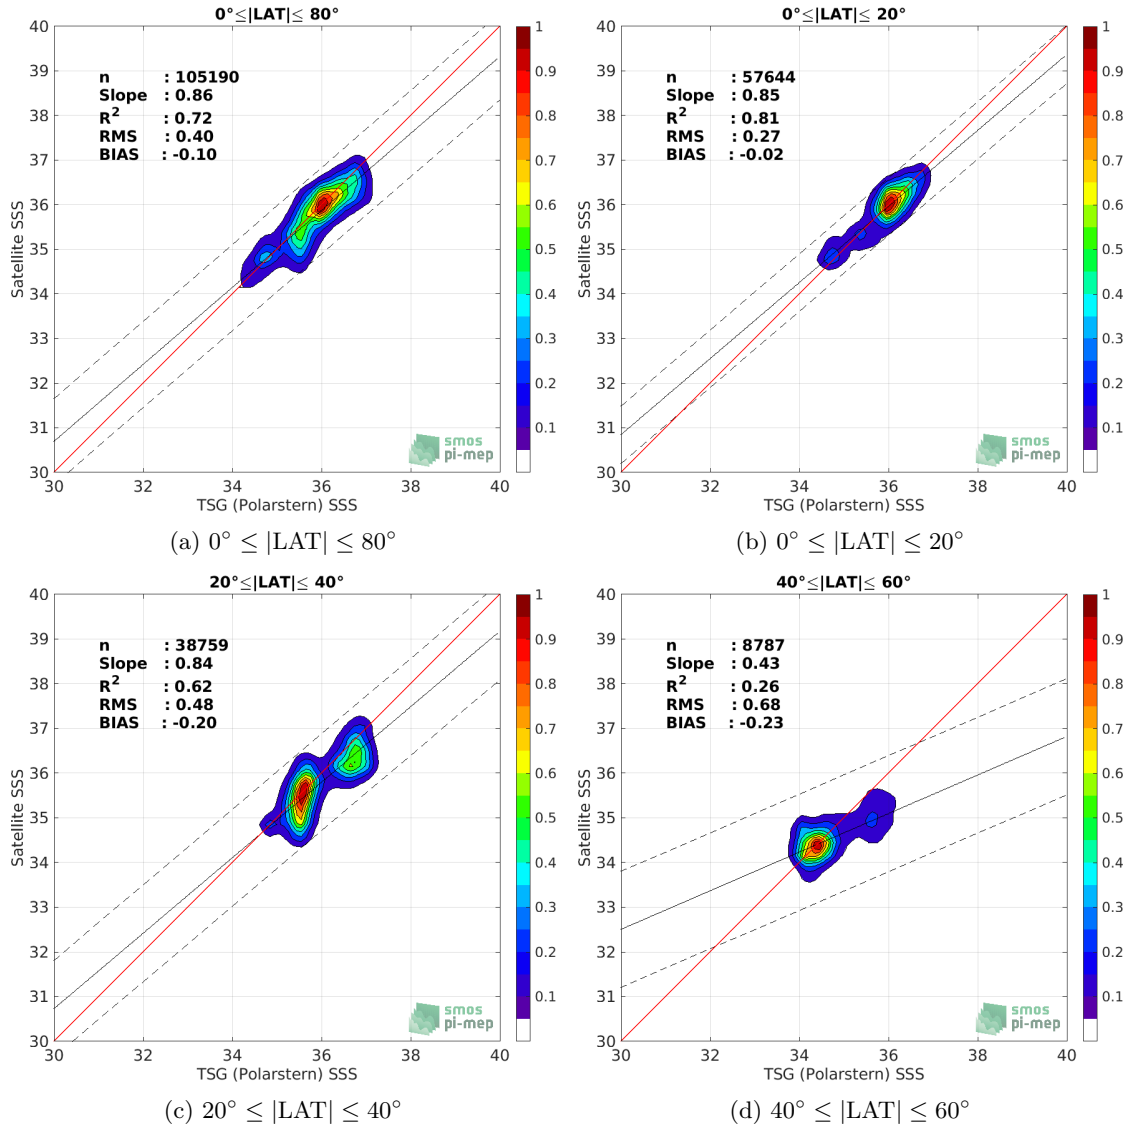 0°≤|LAT|≤ 80°
n : 105190
Slope : 0.86
R² : 0.72
RMS : 0.40
BIAS : -0.10
Satellite SSS
40
39
38
37
36
35
34
33
32
31
30
30 32 34 36 38 40
TSG (Polarstern) SSS
smos
pi-mep
1
0.9
0.8
0.7
0.6
0.5
0.4
0.3
0.2
0.1
(a) 0° ≤ |LAT| ≤ 80°
0°≤|LAT|≤ 20°
n : 57644
Slope : 0.85
R² : 0.81
RMS : 0.27
BIAS : -0.02
Satellite SSS
40
39
38
37
36
35
34
33
32
31
30
30 32 34 36 38 40
TSG (Polarstern) SSS
smos
pi-mep
1
0.9
0.8
0.7
0.6
0.5
0.4
0.3
0.2
0.1
(b) 0° ≤ |LAT| ≤ 20°
20°≤|LAT|≤ 40°
n : 38759
Slope : 0.84
R² : 0.62
RMS : 0.48
BIAS : -0.20
Satellite SSS
40
39
38
37
36
35
34
33
32
31
30
30 32 34 36 38 40
TSG (Polarstern) SSS
smos
pi-mep
1
0.9
0.8
0.7
0.6
0.5
0.4
0.3
0.2
0.1
(c) 20° ≤ |LAT| ≤ 40°
40°≤|LAT|≤ 60°
n : 8787
Slope : 0.43
R² : 0.26
RMS : 0.68
BIAS : -0.23
Satellite SSS
40
39
38
37
36
35
34
33
32
31
30
30 32 34 36 38 40
TSG (Polarstern) SSS
smos
pi-mep
1
0.9
0.8
0.7
0.6
0.5
0.4
0.3
0.2
0.1
(d) 40° ≤ |LAT| ≤ 60°